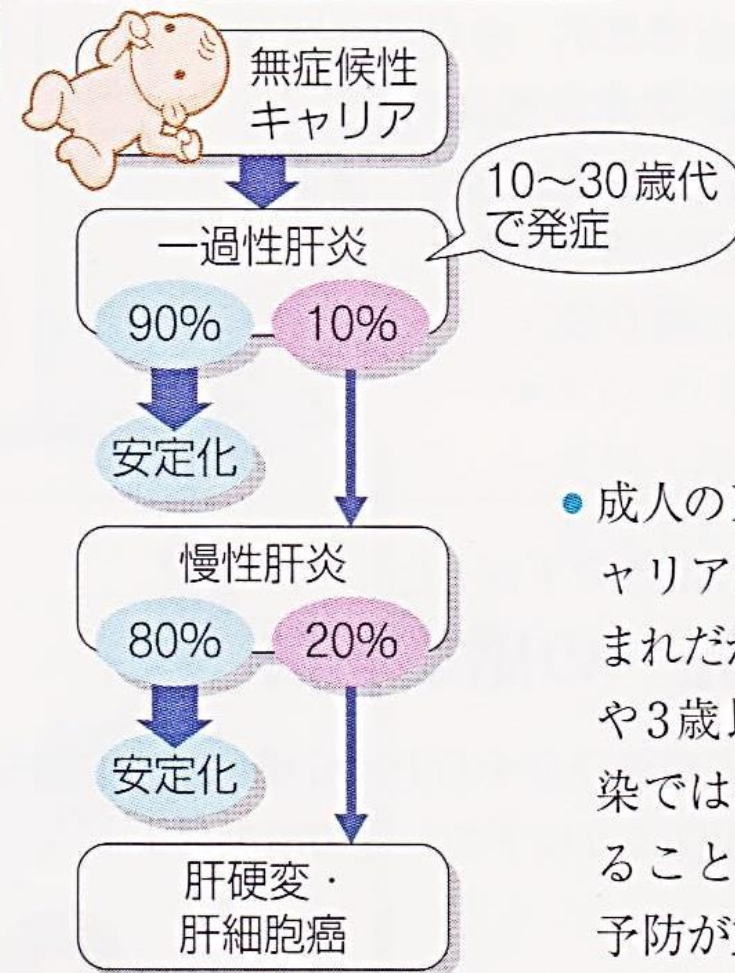 無症候性
キャリア
10〜30歳代
で発症
一過性肝炎
90%
10%
安定化
慢性肝炎
80%
20%
安定化
肝硬変・
肝細胞癌
●成人の
ャリア
まれだが
や3歳
染では
ること
予防が